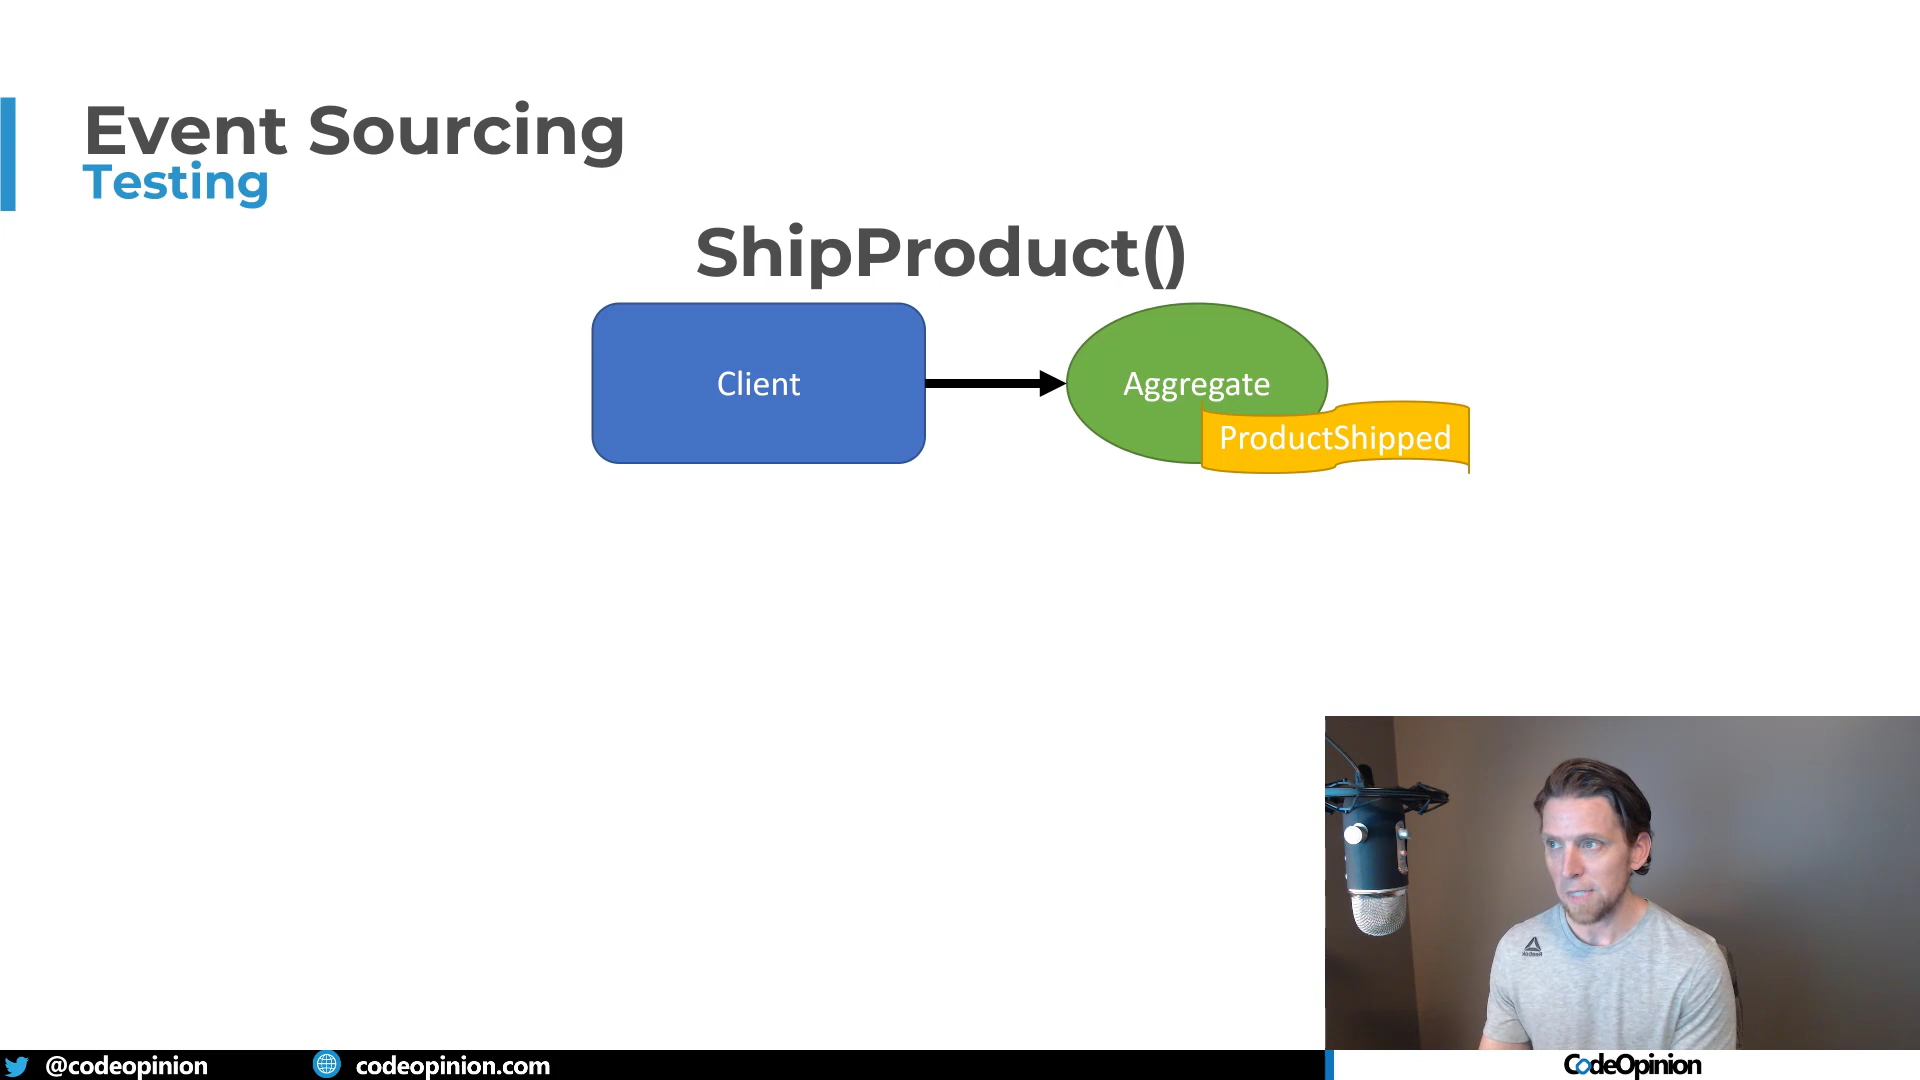 Event Sourcing
Testing
ShipProduct()
Client
Aggregate
ProductShipped
@codeopinion
codeopinion.com
CodeOpinion